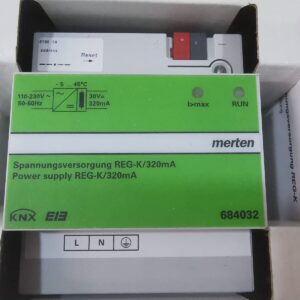 Reset
- 5 ... 45°C
110-230V ~
50-60Hz
30V=
320mA
I>max
RUN
merten
Spannungsversorgung REG-K/320mA
Power supply REG-K/320mA
KNX EIB
684032
L N